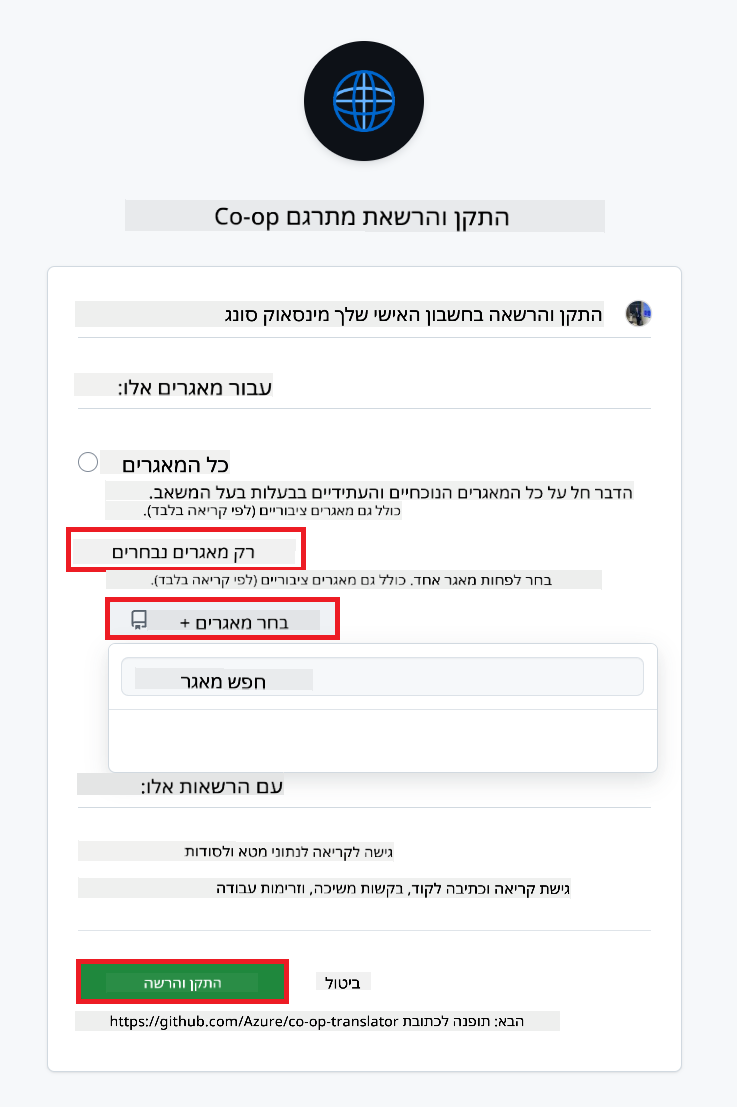 התקן והרשאת מתרגם Co-op
התקן והרשאה בחשבון האישי שלך מינסאוק סונג
עבור מאגרים אלו:
כל המאגרים
הדבר חל על כל המאגרים הנוכחיים והעתידיים בבעלות בעל המשאב.
כולל גם מאגרים ציבוריים (לפי קריאה בלבד).
רק מאגרים נבחרים
בחר לפחות מאגר אחד. כולל גם מאגרים ציבוריים (לפי קריאה בלבד).
בחר מאגרים +
חפש מאגר
עם הרשאות אלו:
גישה לקריאה לנתוני מטא ולסודות
גישת קריאה וכתיבה לקוד, בקשות משיכה, וזרימות עבודה
התקן והרשה
ביטול
הבא: תופנה לכתובת https://github.com/Azure/co-op-translator